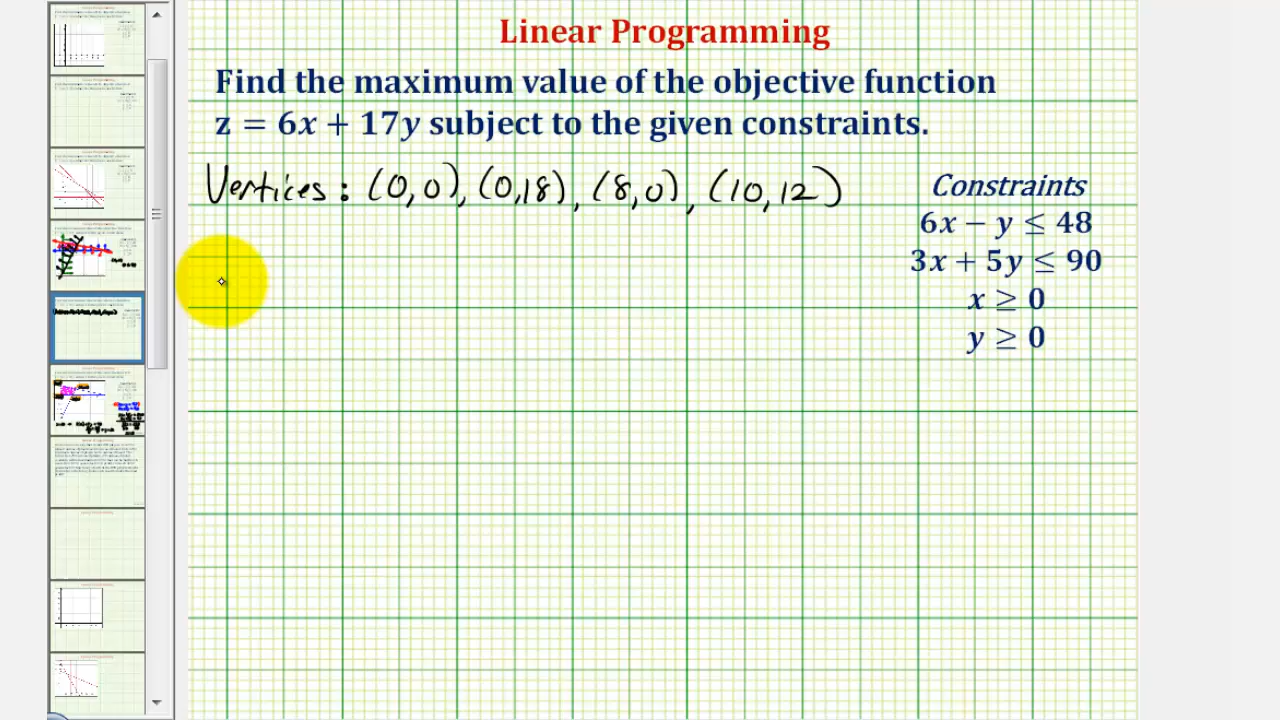 Linear Programming
Find the maximum value of the objective function
z = 6x + 17y subject to the given constraints.
Vertices : (0,0), (0,18), (8,0), (10,12)
Constraints
6x − y ≤ 48
3x + 5y ≤ 90
x ≥ 0
y ≥ 0